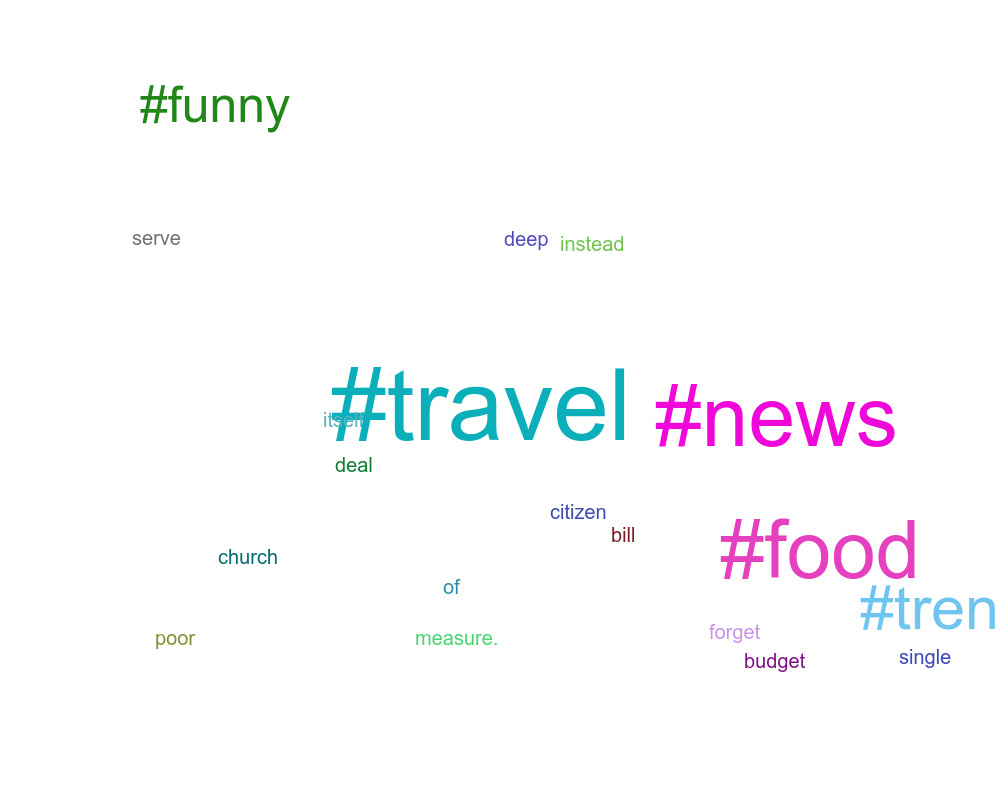 #funny
serve
deep
instead
#travel
#news
itself
deal
citizen
bill
#food
church
of
#tren
forget
poor
measure.
single
budget